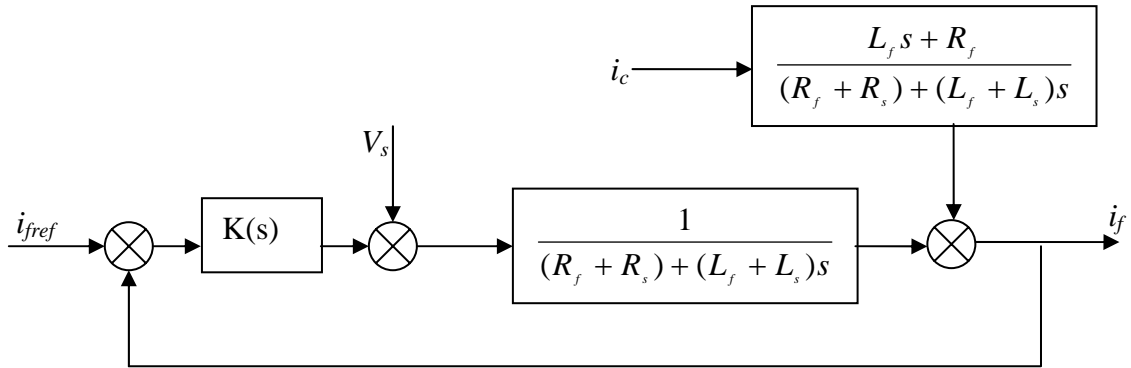 L_f s + R_f
i_c
(R_f + R_s) + (L_f + L_s)s
V_s
i_fref
K(s)
1
(R_f + R_s) + (L_f + L_s)s
i_f